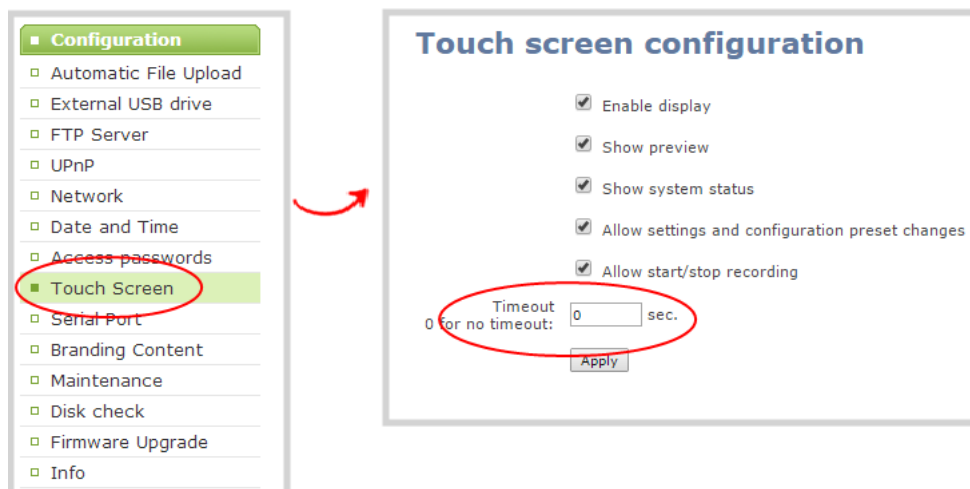 Configuration
Automatic File Upload
External USB drive
FTP Server
UPnP
Network
Date and Time
Access passwords
Touch Screen
Serial Port
Branding Content
Maintenance
Disk check
Firmware Upgrade
Info
Touch screen configuration
Enable display
Show preview
Show system status
Allow settings and configuration preset changes
Allow start/stop recording
Timeout
0 for no timeout: 0 sec.
Apply